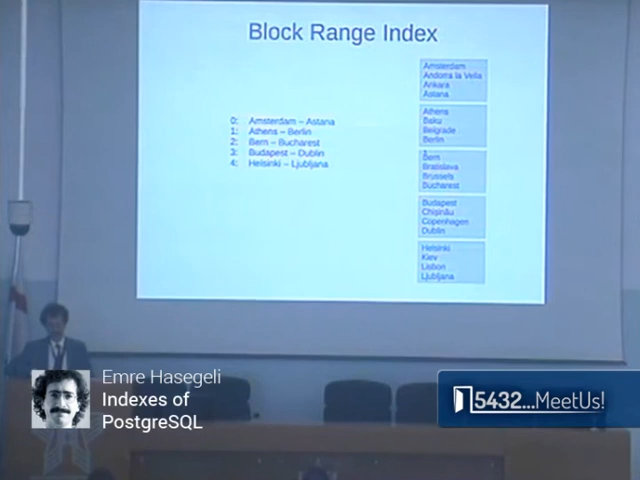 Block Range Index
0: Amsterdam – Astana
1: Athens – Berlin
2: Bern – Bucharest
3: Budapest – Dublin
4: Helsinki – Ljubljana
Amsterdam
Andorra la Vella
Ankara
Astana
Athens
Baku
Belgrade
Berlin
Bern
Bratislava
Brussels
Bucharest
Budapest
Chişinău
Copenhagen
Dublin
Helsinki
Kiev
Lisbon
Ljubljana
Emre Hasegeli
Indexes of
PostgreSQL
5432...MeetUs!